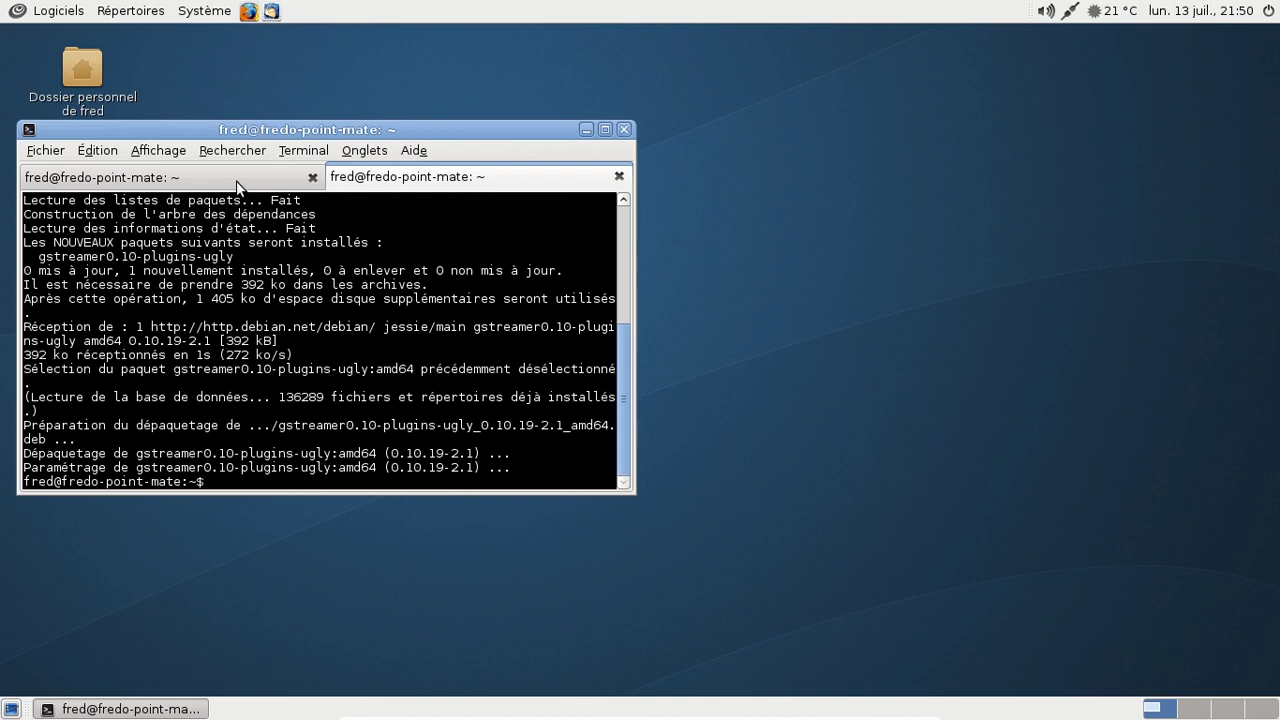 Logiciels Répertoires Système 21 °C lun. 13 juil., 21:50
Dossier personnel
de fred
fred@fredo-point-mate: ~
Fichier Édition Affichage Rechercher Terminal Onglets Aide
fred@fredo-point-mate: ~ fred@fredo-point-mate: ~
Lecture des listes de paquets... Fait
Construction de l'arbre des dépendances
Lecture des informations d'état... Fait
Les NOUVEAUX paquets suivants seront installés :
gstreamer0.10-plugins-ugly
0 mis à jour, 1 nouvellement installés, 0 à enlever et 0 non mis à jour.
Il est nécessaire de prendre 392 ko dans les archives.
Après cette opération, 1 405 ko d'espace disque supplémentaires seront utilisés
.
Réception de : 1 http://http.debian.net/debian/ jessie/main gstreamer0.10-plugi
ns-ugly amd64 0.10.19-2.1 [392 kB]
392 ko réceptionnés en 1s (272 ko/s)
Sélection du paquet gstreamer0.10-plugins-ugly:amd64 précédemment désélectionné
.
(Lecture de la base de données... 136289 fichiers et répertoires déjà installés
.)
Préparation du dépaquetage de .../gstreamer0.10-plugins-ugly_0.10.19-2.1_amd64.
deb ...
Dépaquetage de gstreamer0.10-plugins-ugly:amd64 (0.10.19-2.1) ...
Paramétrage de gstreamer0.10-plugins-ugly:amd64 (0.10.19-2.1) ...
fred@fredo-point-mate:~$
fred@fredo-point-ma...